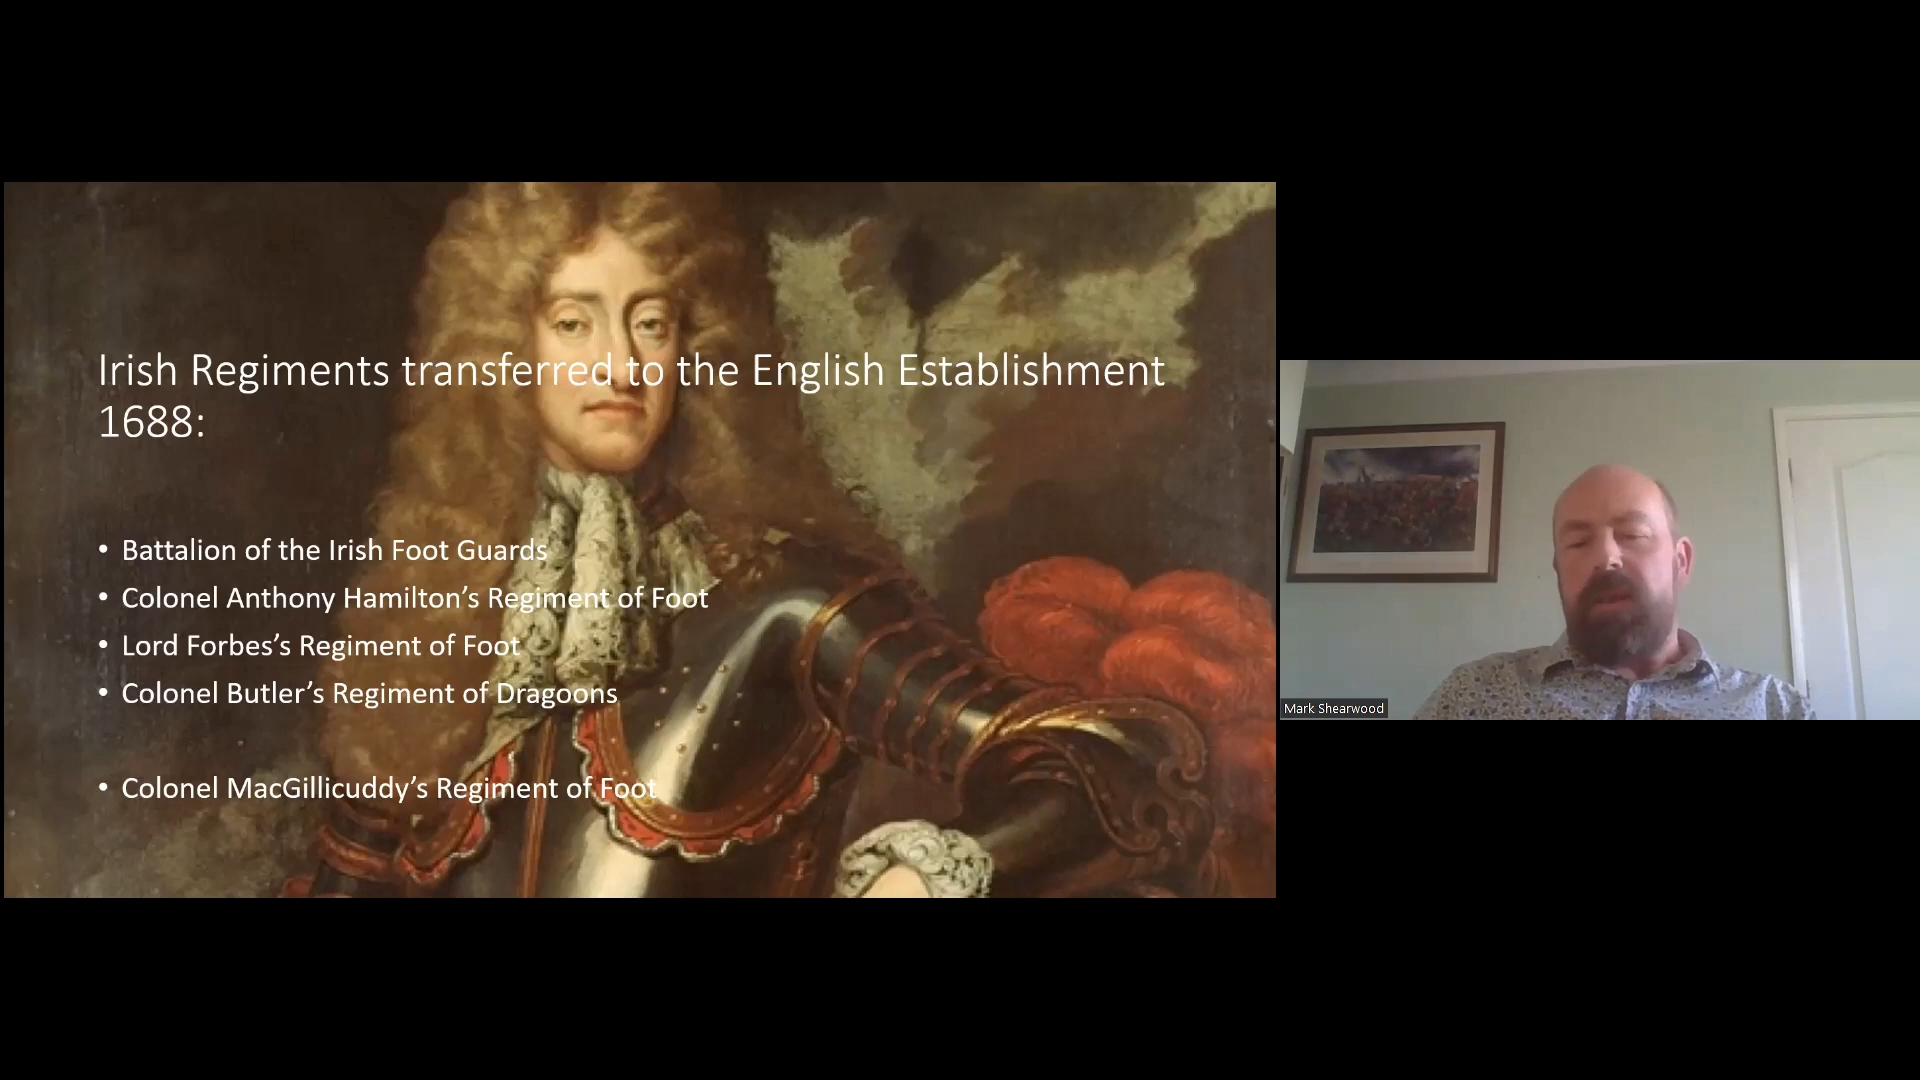 Irish Regiments transferred to the English Establishment
1688:
• Battalion of the Irish Foot Guards
• Colonel Anthony Hamilton’s Regiment of Foot
• Lord Forbes’s Regiment of Foot
• Colonel Butler’s Regiment of Dragoons
• Colonel MacGillicuddy’s Regiment of Foot
Mark Shearwood